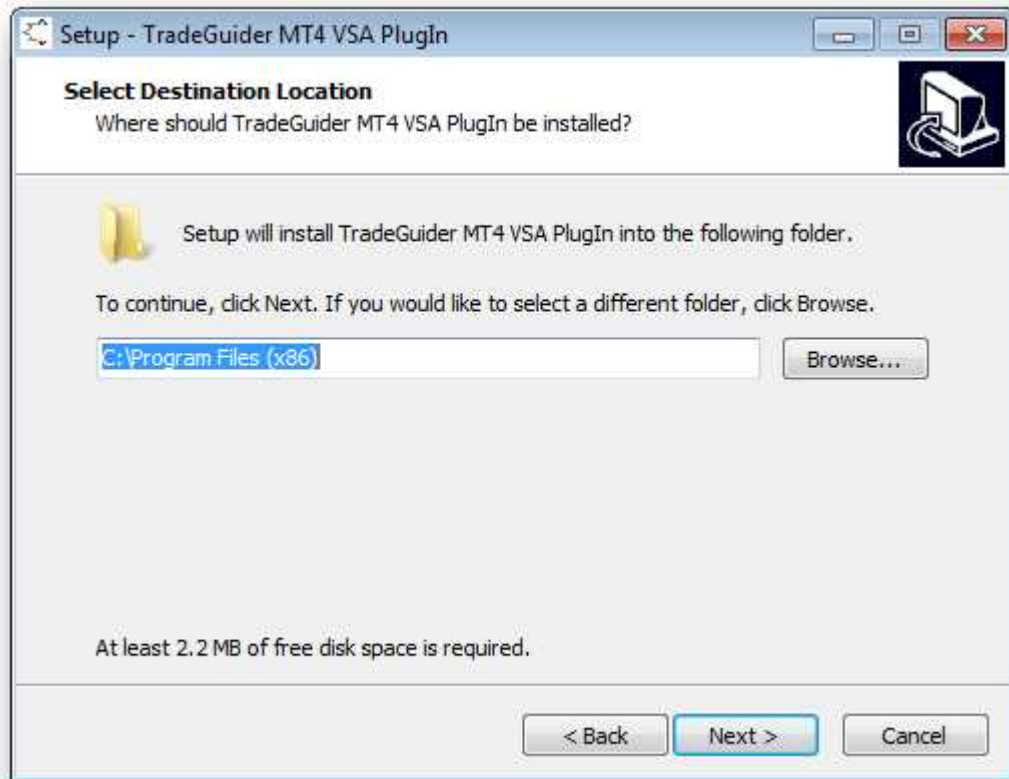 Setup - TradeGuider MT4 VSA PlugIn
Select Destination Location
Where should TradeGuider MT4 VSA PlugIn be installed?
Setup will install TradeGuider MT4 VSA PlugIn into the following folder.
To continue, click Next. If you would like to select a different folder, click Browse.
C:\Program Files (x86)
Browse...
At least 2.2 MB of free disk space is required.
< Back
Next >
Cancel